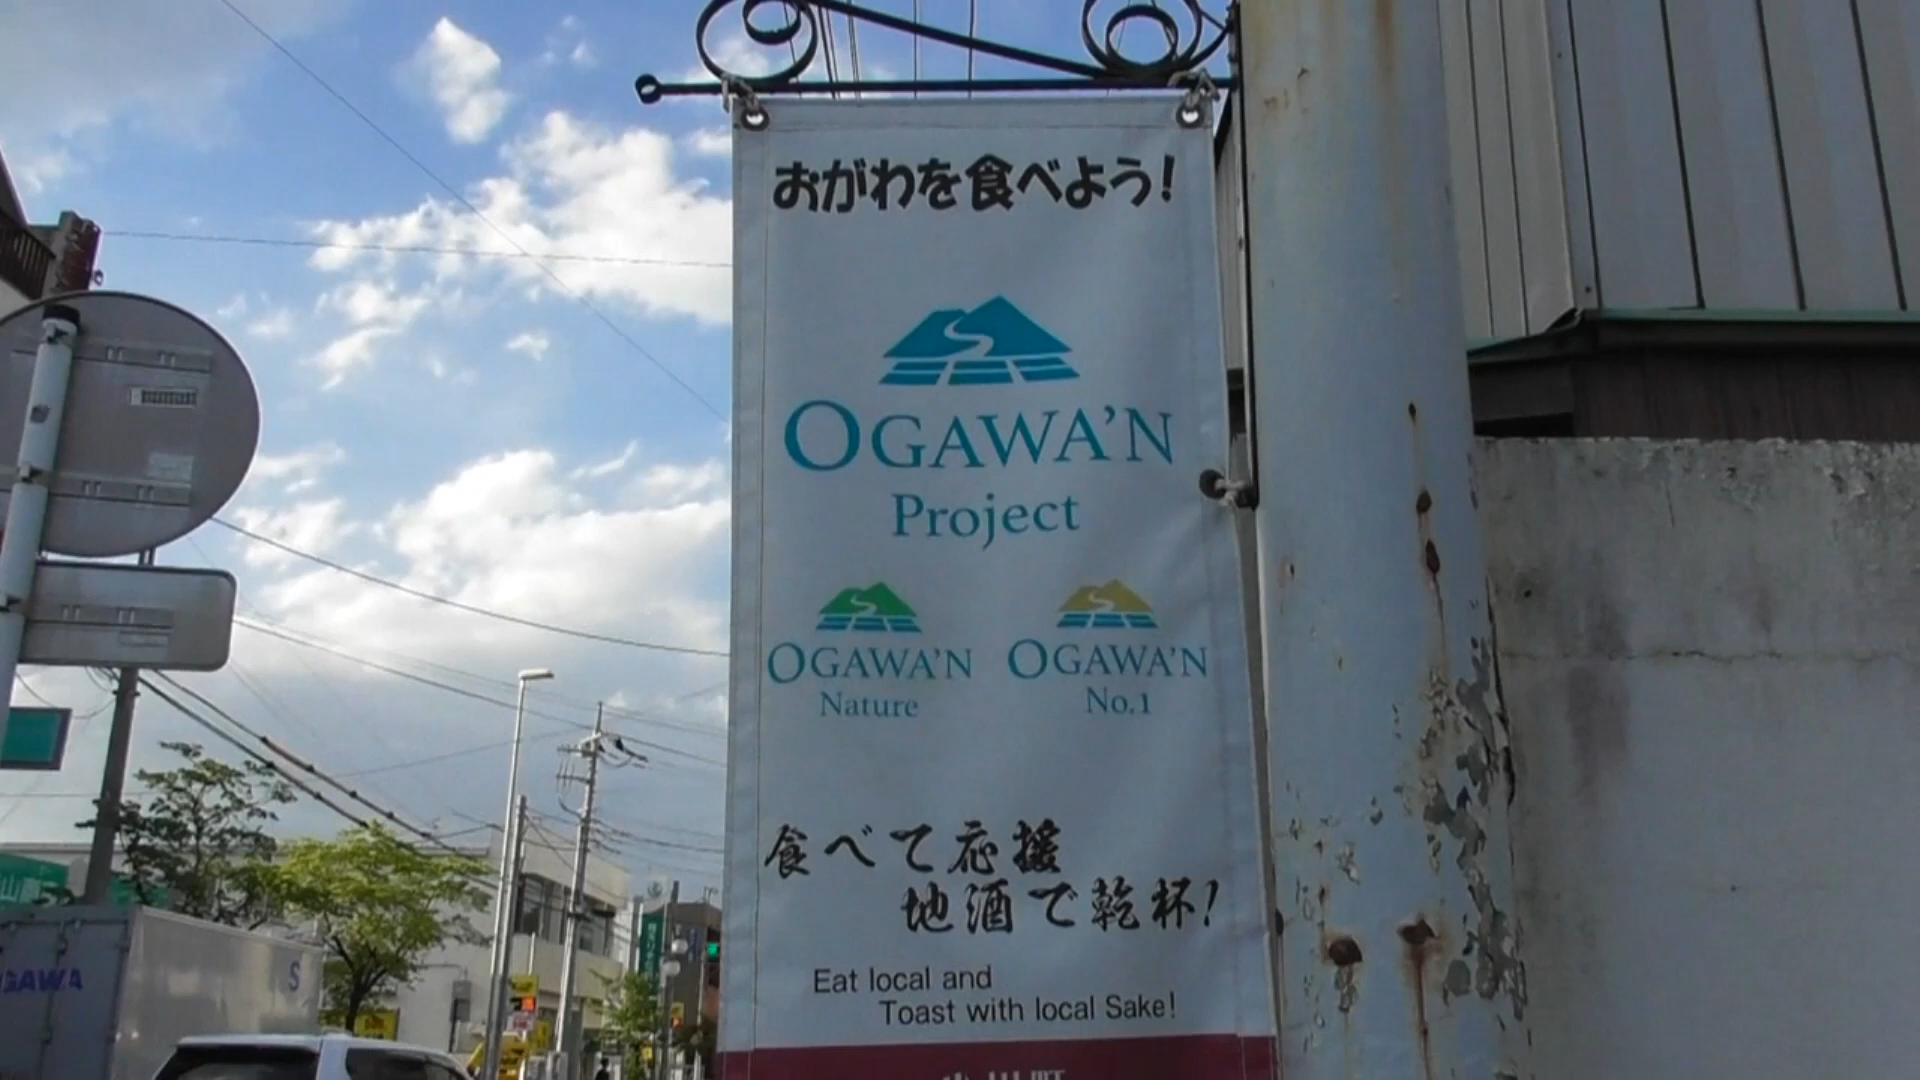 おがわを食べよう!
OGAWA'N
Project
OGAWA'N
Nature
OGAWA'N
No.1
食べて応援
地酒で乾杯!
Eat local and
Toast with local Sake!
GAWA
S